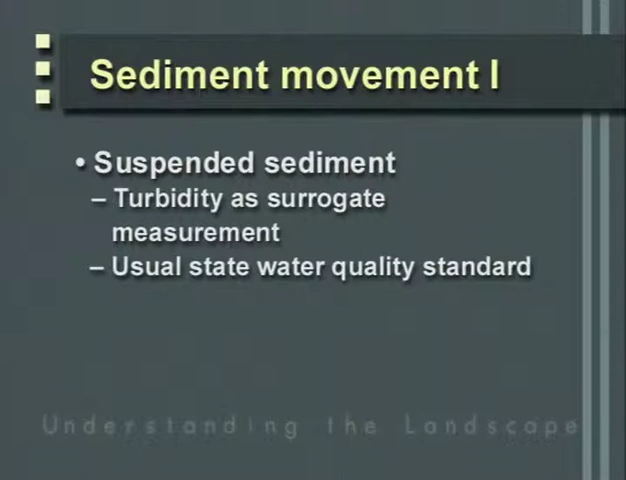 Sediment movement I
• Suspended sediment
– Turbidity as surrogate
measurement
– Usual state water quality standard
Understanding the Landscape